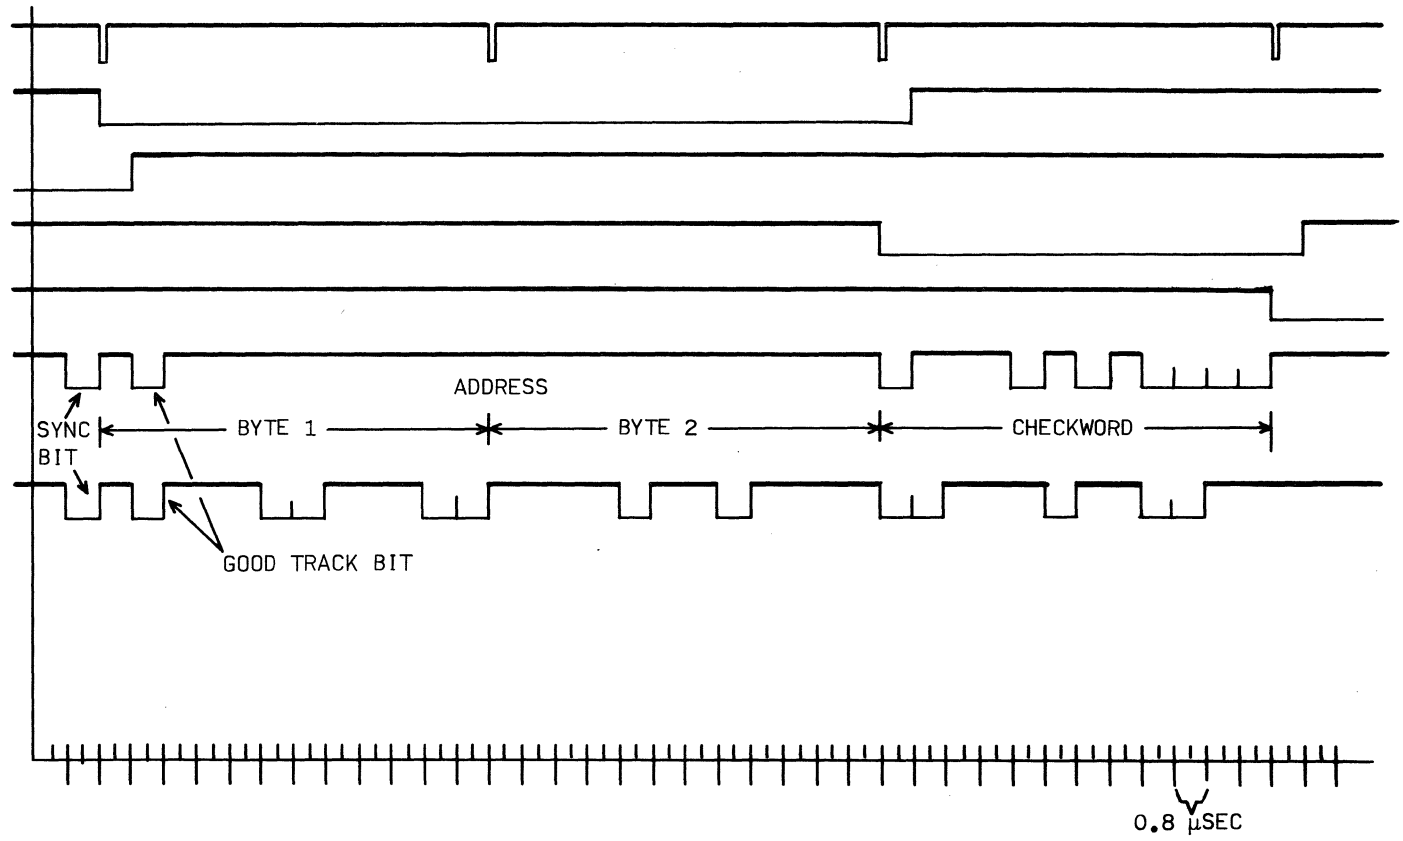 ADDRESS
SYNC
BIT
BYTE 1
BYTE 2
CHECKWORD
GOOD TRACK BIT
0.8 µSEC